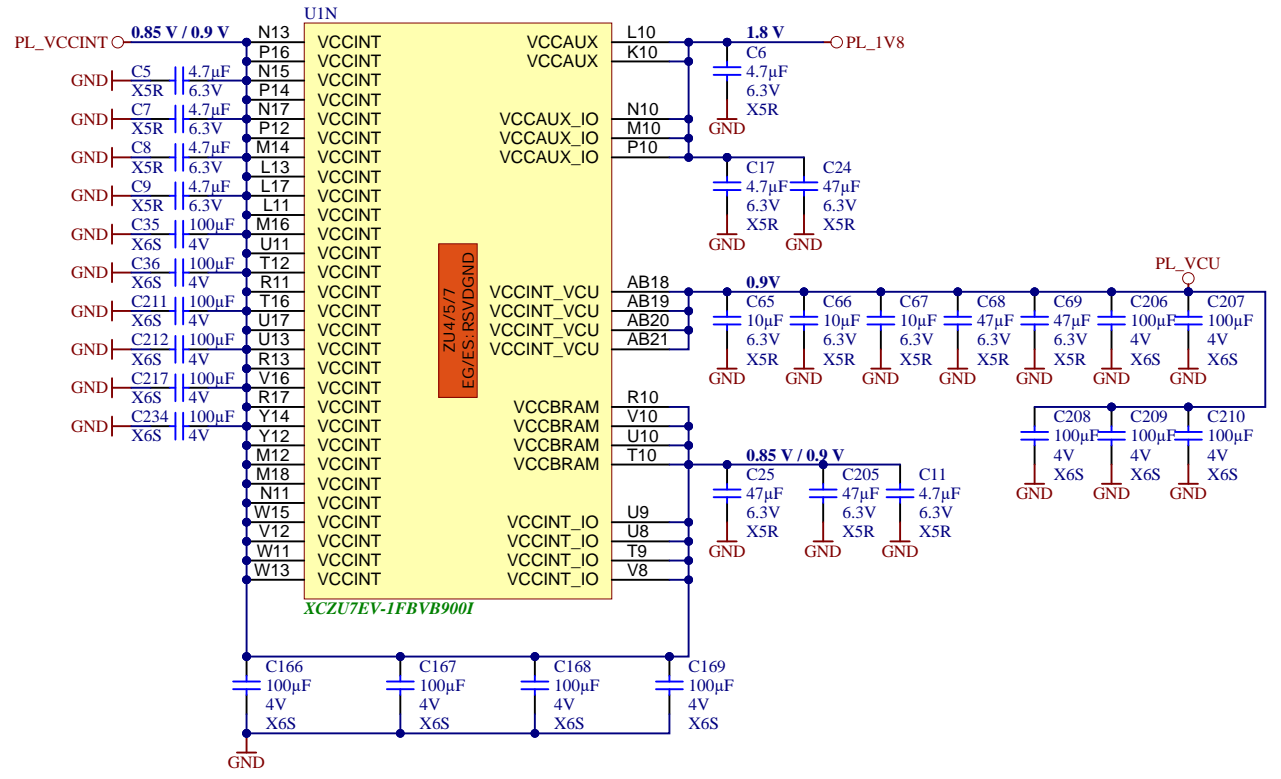 U1N
PL_VCCINT
0.85 V / 0.9 V
N13 VCCINT
P16 VCCINT
N15 VCCINT
P14 VCCINT
N17 VCCINT
P12 VCCINT
M14 VCCINT
L13 VCCINT
L17 VCCINT
L11 VCCINT
M16 VCCINT
U11 VCCINT
T12 VCCINT
R11 VCCINT
T16 VCCINT
U17 VCCINT
U13 VCCINT
R13 VCCINT
V16 VCCINT
R17 VCCINT
Y14 VCCINT
Y12 VCCINT
M12 VCCINT
M18 VCCINT
N11 VCCINT
W15 VCCINT
V12 VCCINT
W11 VCCINT
W13 VCCINT
GND C5 4.7µF
X5R 6.3V
GND C7 4.7µF
X5R 6.3V
GND C8 4.7µF
X5R 6.3V
GND C9 4.7µF
X5R 6.3V
GND C35 100µF
X6S 4V
GND C36 100µF
X6S 4V
GND C211 100µF
X6S 4V
GND C212 100µF
X6S 4V
GND C217 100µF
X6S 4V
GND C234 100µF
X6S 4V
ZU4/5/7
EG/ES: RSVDGND
VCCAUX L10
VCCAUX K10
VCCAUX_IO N10
VCCAUX_IO M10
VCCAUX_IO P10
VCCINT_VCU AB18
VCCINT_VCU AB19
VCCINT_VCU AB20
VCCINT_VCU AB21
VCCBRAM R10
VCCBRAM V10
VCCBRAM U10
VCCBRAM T10
VCCINT_IO U9
VCCINT_IO U8
VCCINT_IO T9
VCCINT_IO V8
XCZU7EV-1FBVB900I
1.8 V
PL_1V8
C6
4.7µF
6.3V
X5R
GND
C17
4.7µF
6.3V
X5R
GND
C24
47µF
6.3V
X5R
GND
0.9V
PL_VCU
C65
10µF
6.3V
X5R
GND
C66
10µF
6.3V
X5R
GND
C67
10µF
6.3V
X5R
GND
C68
47µF
6.3V
X5R
GND
C69
47µF
6.3V
X5R
GND
C206
100µF
4V
X6S
GND
C207
100µF
4V
X6S
GND
C208
100µF
4V
X6S
GND
C209
100µF
4V
X6S
GND
C210
100µF
4V
X6S
GND
0.85 V / 0.9 V
C25
47µF
6.3V
X5R
GND
C205
47µF
6.3V
X5R
GND
C11
4.7µF
6.3V
X5R
GND
C166
100µF
4V
X6S
C167
100µF
4V
X6S
C168
100µF
4V
X6S
C169
100µF
4V
X6S
GND